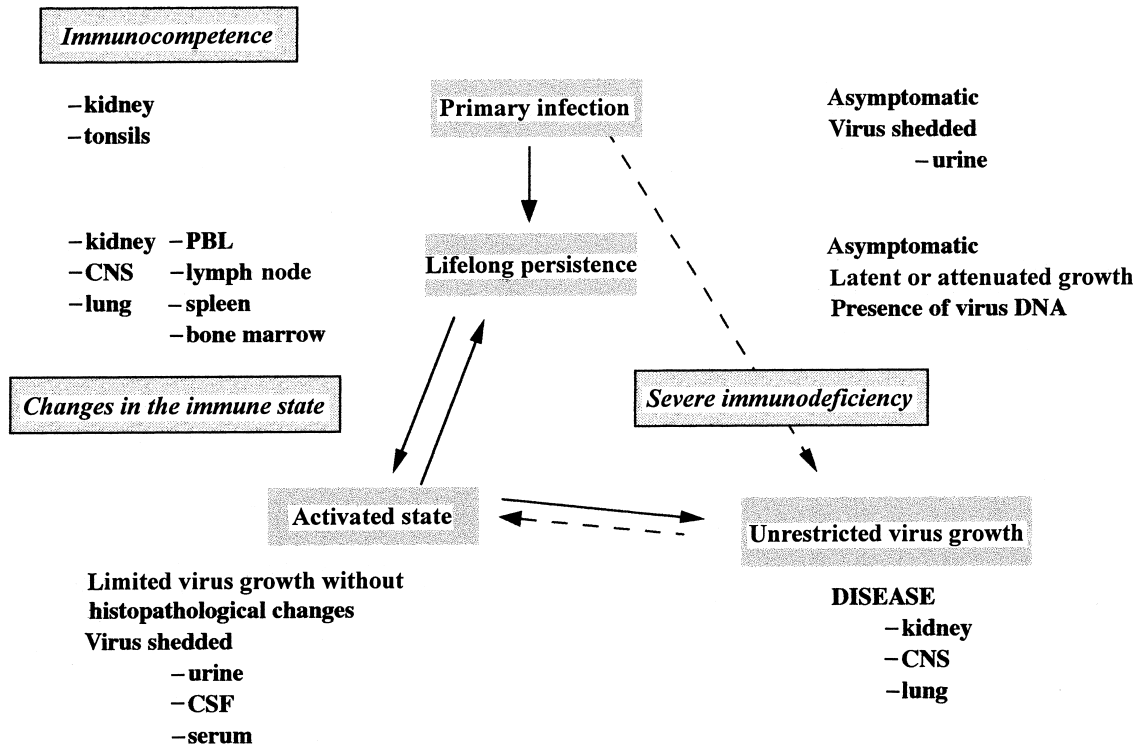 Immunocompetence
–kidney
–tonsils
Primary infection
Asymptomatic
Virus shedded
–urine
–kidney –PBL
–CNS –lymph node
–lung –spleen
–bone marrow
Lifelong persistence
Asymptomatic
Latent or attenuated growth
Presence of virus DNA
Changes in the immune state
Severe immunodeficiency
Activated state
Unrestricted virus growth
Limited virus growth without
histopathological changes
Virus shedded
–urine
–CSF
–serum
DISEASE
–kidney
–CNS
–lung